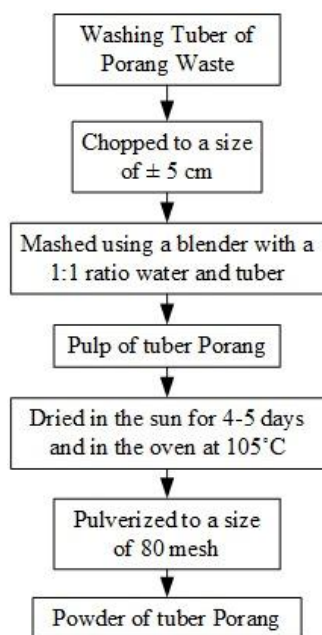 Washing Tuber of
Porang Waste
Chopped to a size
of ± 5 cm
Mashed using a blender with a
1:1 ratio water and tuber
Pulp of tuber Porang
Dried in the sun for 4-5 days
and in the oven at 105˚C
Pulverized to a size
of 80 mesh
Powder of tuber Porang